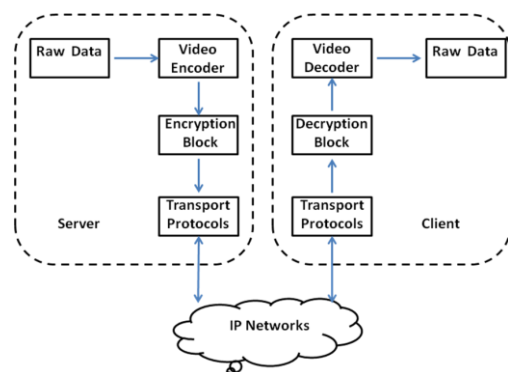 Raw Data
Video
Encoder
Encryption
Block
Transport
Protocols
Server
Video
Decoder
Raw Data
Decryption
Block
Transport
Protocols
Client
IP Networks